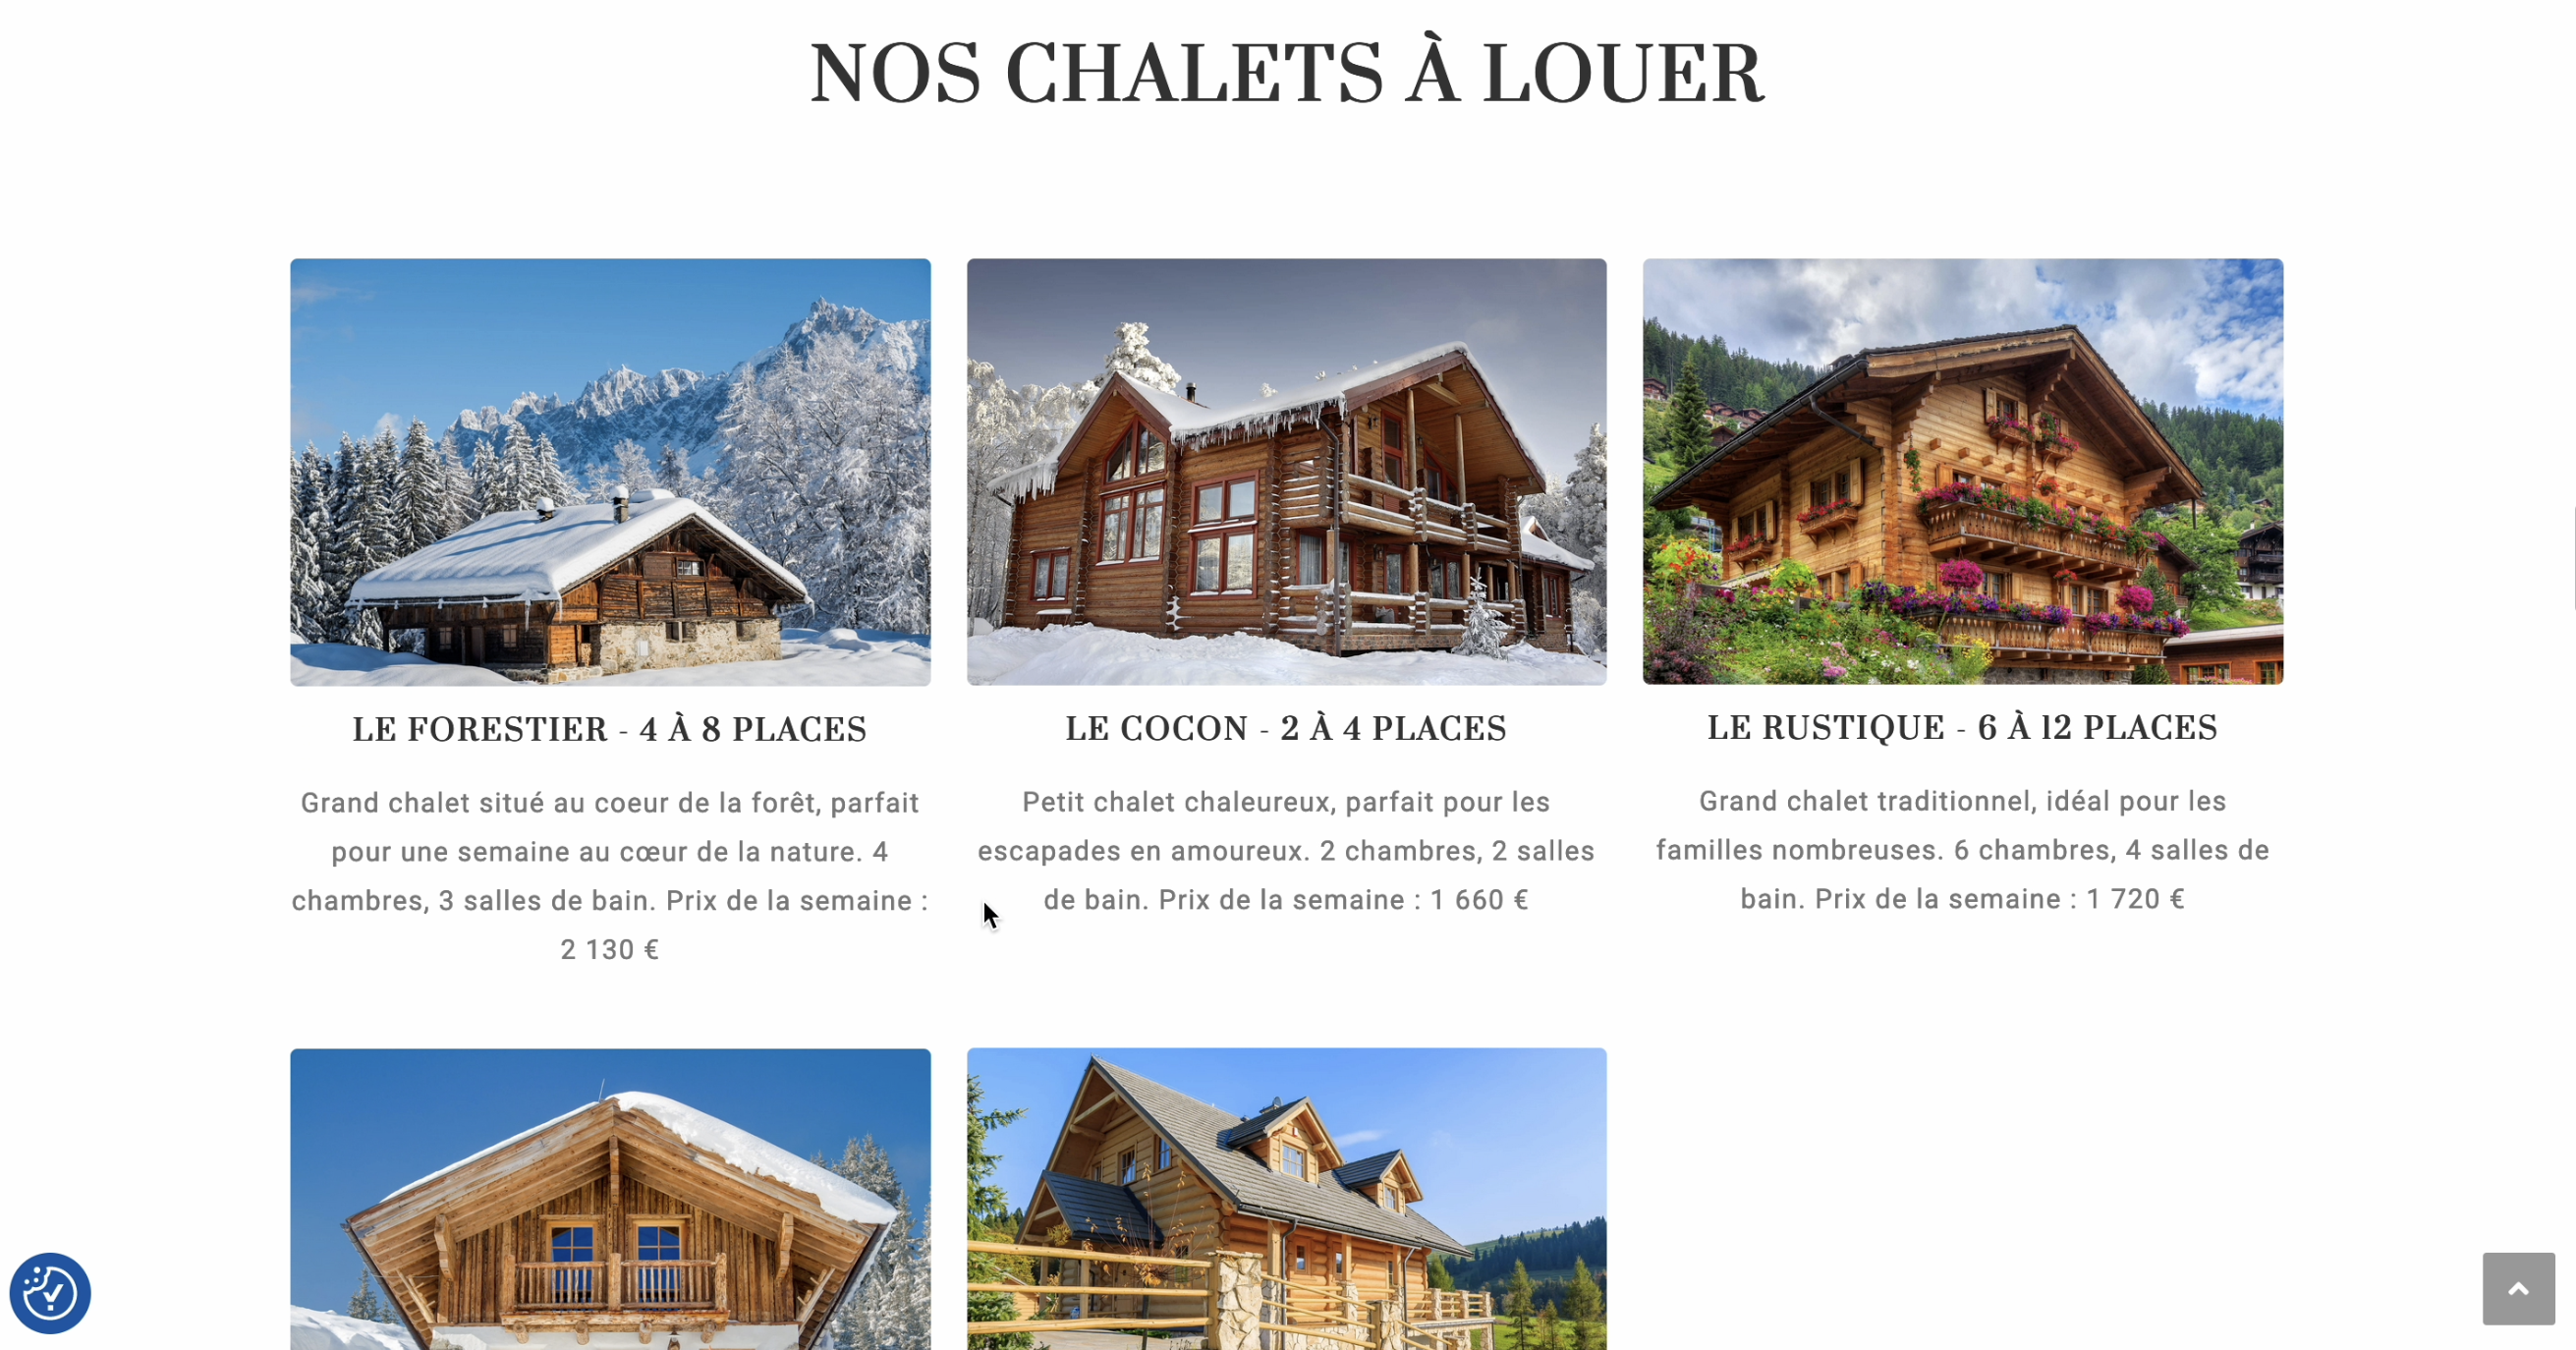 NOS CHALETS À LOUER
LE FORESTIER - 4 À 8 PLACES
Grand chalet situé au coeur de la forêt, parfait
pour une semaine au cœur de la nature. 4
chambres, 3 salles de bain. Prix de la semaine :
2 130 €
LE COCON - 2 À 4 PLACES
Petit chalet chaleureux, parfait pour les
escapades en amoureux. 2 chambres, 2 salles
de bain. Prix de la semaine : 1 660 €
LE RUSTIQUE - 6 À 12 PLACES
Grand chalet traditionnel, idéal pour les
familles nombreuses. 6 chambres, 4 salles de
bain. Prix de la semaine : 1 720 €